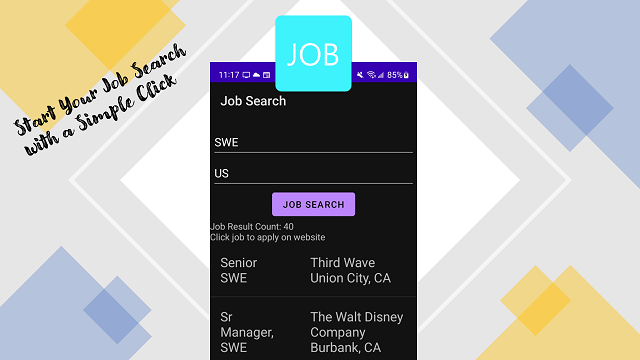 JOB
Start Your Job Search
with a Simple Click
11:17 85%
Job Search
SWE
US
JOB SEARCH
Job Result Count: 40
Click job to apply on website
Senior
SWE
Third Wave
Union City, CA
Sr
Manager,
SWE
The Walt Disney
Company
Burbank, CA